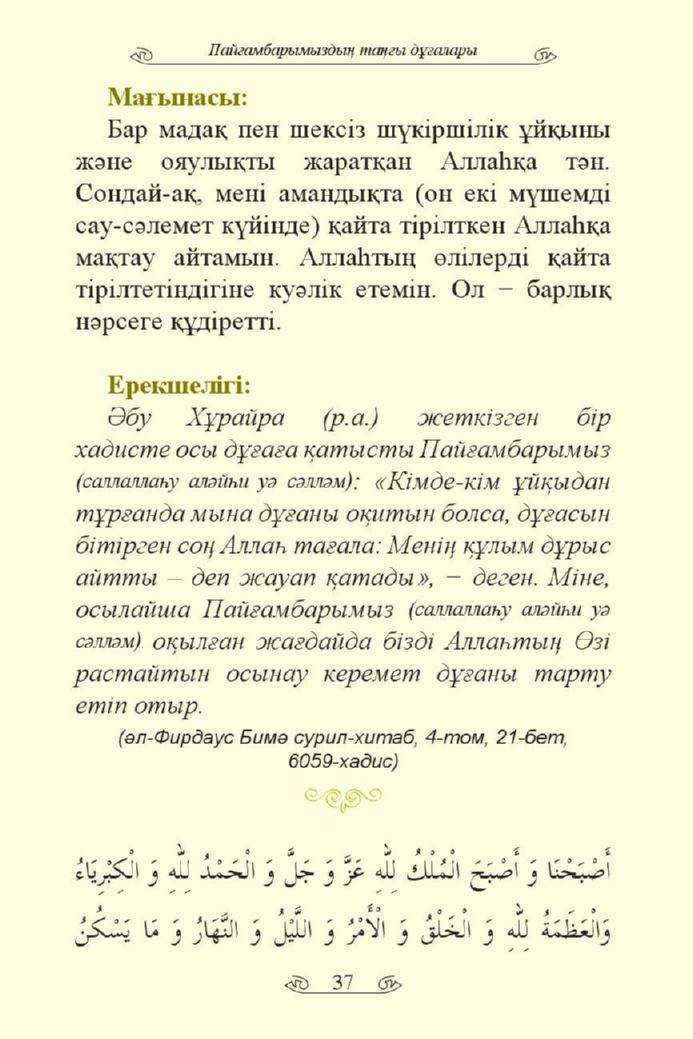 Пайғамбарымыздың таңғы дұғалары
Мағынасы:
Бар мадақ пен шексіз шүкіршілік ұйқыны
және ояулықты жаратқан Аллаһқа тән.
Сондай-ақ, мені амандықта (он екі мүшемді
сау-сәлемет күйінде) қайта тірілткен Аллаһқа
мақтау айтамын. Аллаһтың өлілерді қайта
тірілтетіндігіне куәлік етемін. Ол – барлық
нәрсеге құдіретті.
Ерекшелігі:
Әбу Хұрайра (р.а.) жеткізген бір
хадисте осы дұғаға қатысты Пайғамбарымыз
(саллаллаһу аләйһи уә сәлләм): «Кімде-кім ұйқыдан
тұрғанда мына дұғаны оқитын болса, дұғасын
бітірген соң Аллаһ тағала: Менің құлым дұрыс
айтты – деп жауап қатады», – деген. Міне,
осылайша Пайғамбарымыз (саллаллаһу аләйһи уә
сәлләм) оқылған жағдайда бізді Аллаһтың Өзі
растайтын осынау керемет дұғаны тарту
етіп отыр.
(әл-Фирдаус Бимә сурил-хитаб, 4-том, 21-бет,
6059-хадис)
أَصْبَحْنَا وَ أَصْبَحَ الْمُلْكُ لِلّٰهِ عَزَّ وَ جَلَّ وَ الْحَمْدُ لِلّٰهِ وَ الْكِبْرِيَاءُ
وَالْعَظَمَةُ لِلّٰهِ وَ الْخَلْقُ وَ الْأَمْرُ وَ اللَّيْلُ وَ النَّهَارُ وَ مَا يَسْكُنُ
37